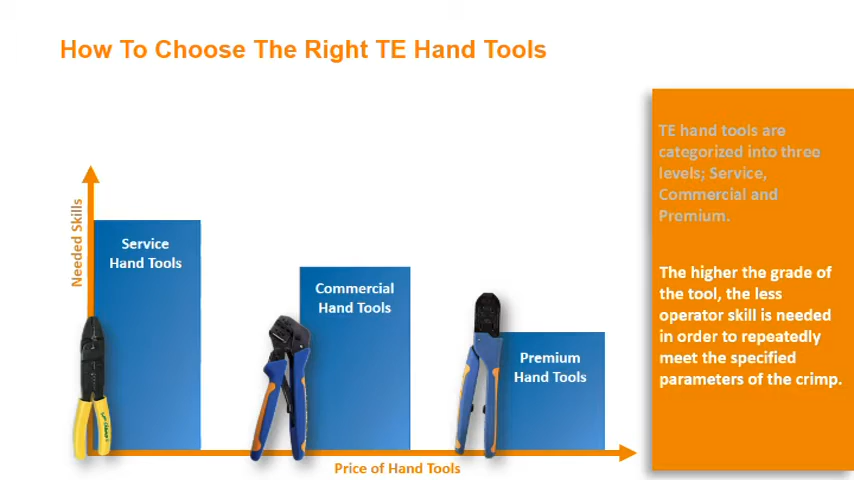 How To Choose The Right TE Hand Tools
TE hand tools are
categorized into three
levels; Service,
Commercial and
Premium.
The higher the grade of
the tool, the less
operator skill is needed
in order to repeatedly
meet the specified
parameters of the crimp.
Needed Skills
Service
Hand Tools
Commercial
Hand Tools
Premium
Hand Tools
Price of Hand Tools